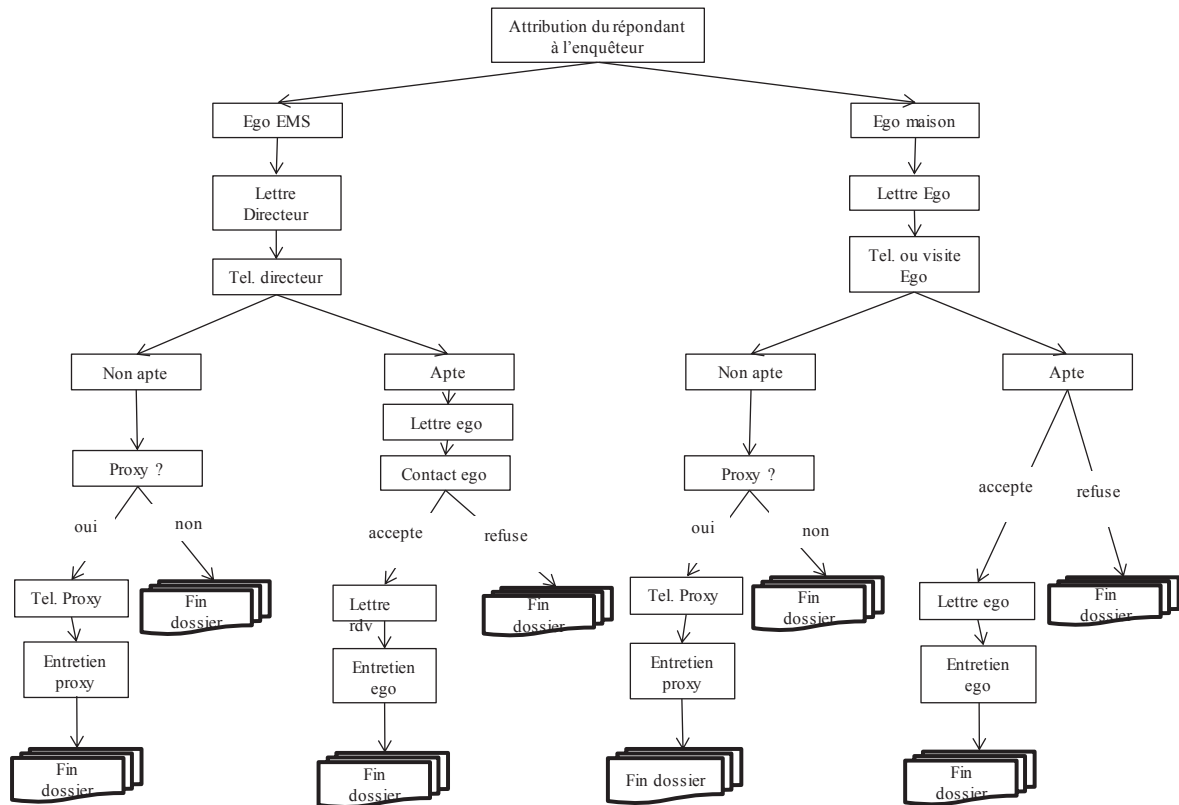 Attribution du répondant
à l'enquêteur
Ego EMS
Ego maison
Lettre
Directeur
Lettre Ego
Tel. directeur
Tel. ou visite
Ego
Non apte
Apte
Non apte
Apte
Lettre ego
Proxy ?
Contact ego
Proxy ?
accepte
refuse
oui
non
accepte
refuse
oui
non
Tel. Proxy
Fin
dossier
Lettre
rdv
Fin
dossier
Tel. Proxy
Fin
dossier
Lettre ego
Fin
dossier
Entretien
proxy
Entretien
ego
Entretien
proxy
Entretien
ego
Fin
dossier
Fin
dossier
Fin dossier
Fin
dossier